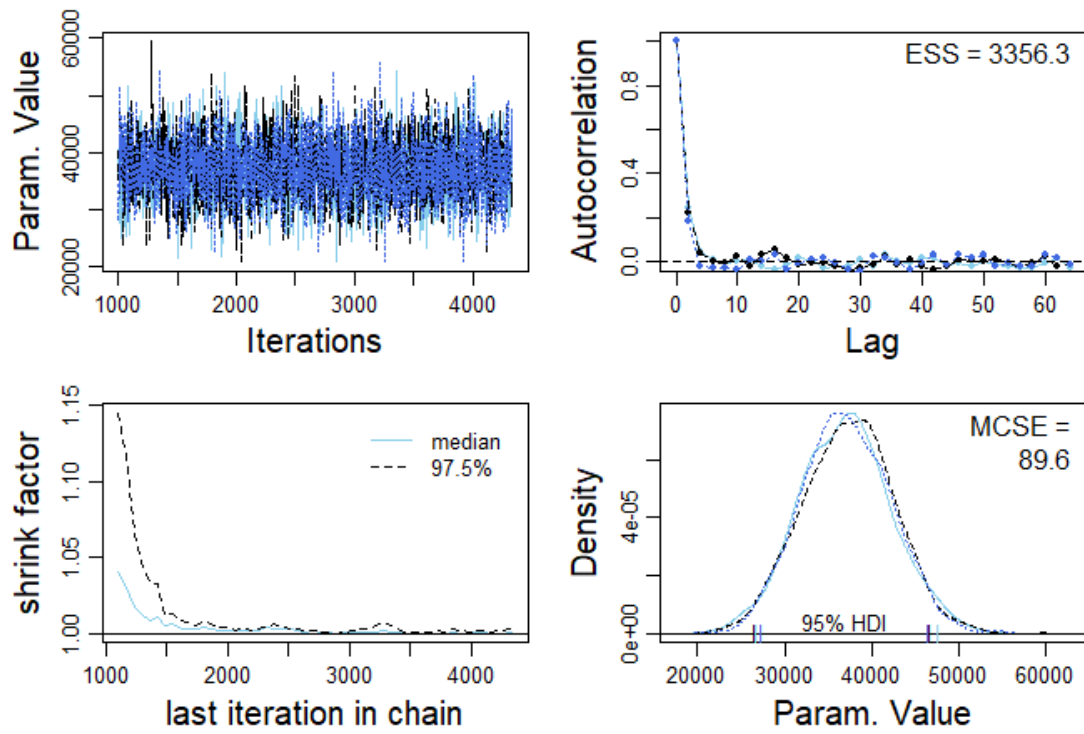 Param. Value
60000
40000
20000
1000
2000
3000
4000
Iterations
Autocorrelation
0.8
0.4
0.0
ESS = 3356.3
0
10
20
30
40
50
60
Lag
shrink factor
1.15
1.10
1.05
1.00
median
97.5%
1000
2000
3000
4000
last iteration in chain
Density
4e-05
0e+00
MCSE =
89.6
95% HDI
20000
30000
40000
50000
60000
Param. Value